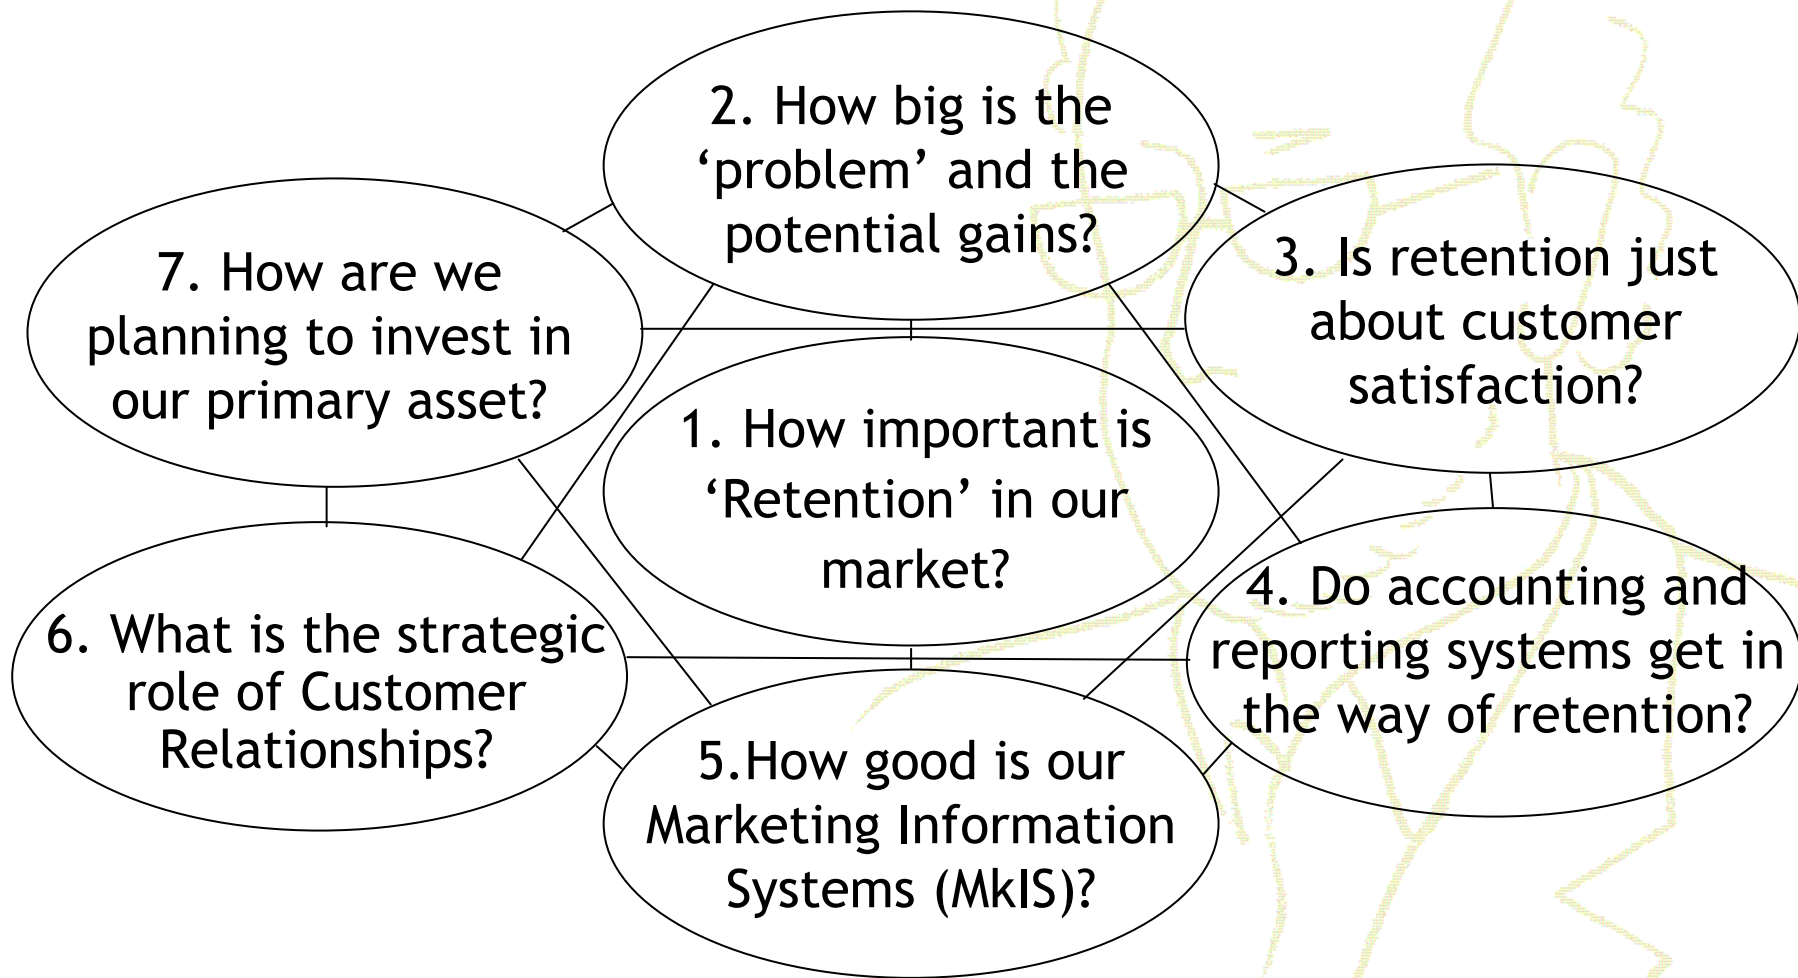 2. How big is the
‘problem’ and the
potential gains?
7. How are we
planning to invest in
our primary asset?
3. Is retention just
about customer
satisfaction?
1. How important is
‘Retention’ in our
market?
6. What is the strategic
role of Customer
Relationships?
4. Do accounting and
reporting systems get in
the way of retention?
5.How good is our
Marketing Information
Systems (MkIS)?